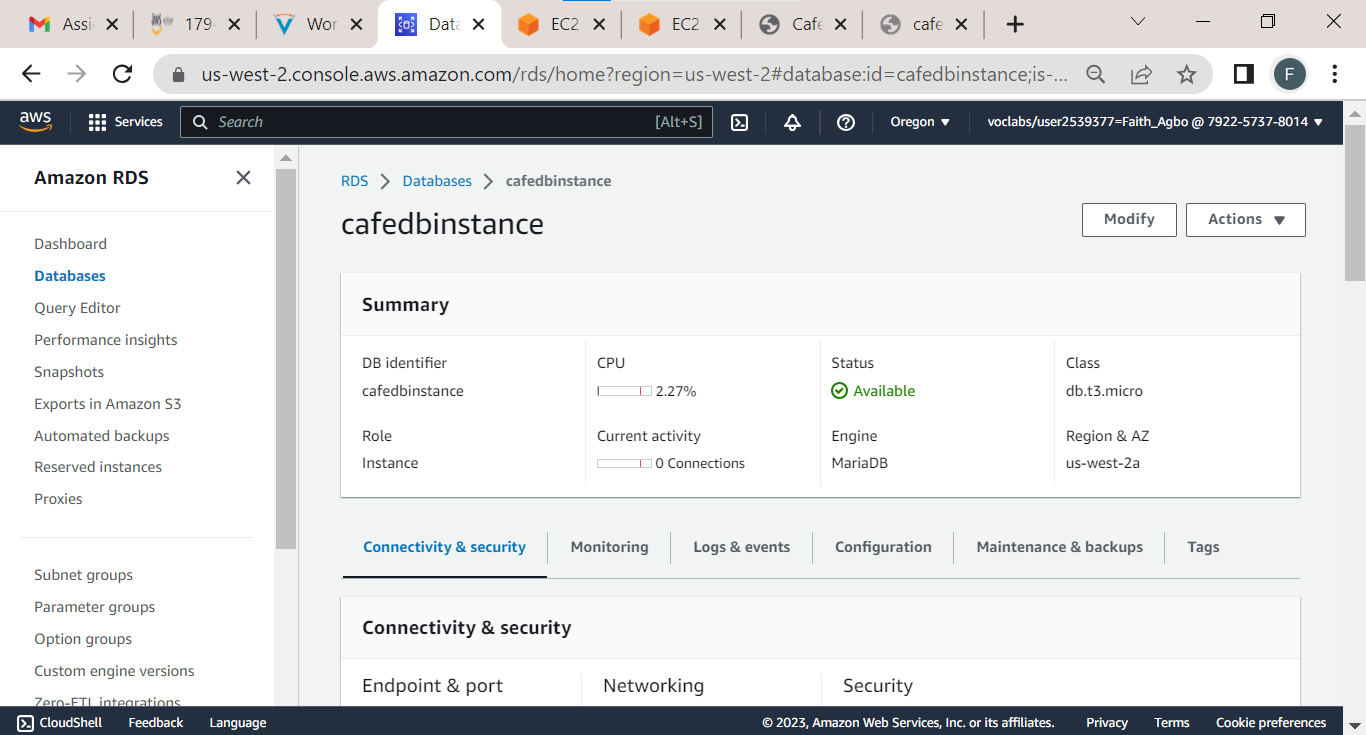 Assi
179
Wor
Data
EC2
EC2
Café
cafe
us-west-2.console.aws.amazon.com/rds/home?region=us-west-2#database:id=cafedbinstance;is-...
F
aws
Services
Search
[Alt+S]
Oregon
voclabs/user2539377=Faith_Agbo @ 7922-5737-8014
Amazon RDS
Dashboard
Databases
Query Editor
Performance insights
Snapshots
Exports in Amazon S3
Automated backups
Reserved instances
Proxies
Subnet groups
Parameter groups
Option groups
Custom engine versions
Zero-ETL integrations
RDS > Databases > cafedbinstance
cafedbinstance
Modify
Actions
Summary
DB identifier
cafedbinstance
CPU
2.27%
Status
Available
Class
db.t3.micro
Role
Instance
Current activity
0 Connections
Engine
MariaDB
Region & AZ
us-west-2a
Connectivity & security
Monitoring
Logs & events
Configuration
Maintenance & backups
Tags
Connectivity & security
Endpoint & port
Networking
Security
CloudShell
Feedback
Language
© 2023, Amazon Web Services, Inc. or its affiliates.
Privacy
Terms
Cookie preferences